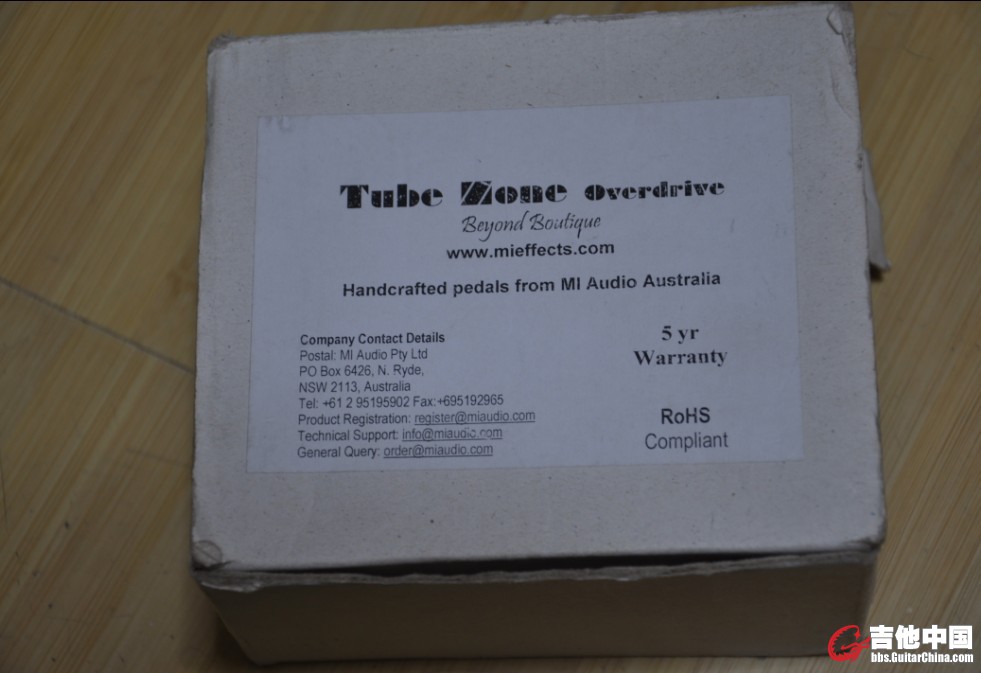 Tube Zone Overdrive
Beyond Boutique
www.mieffects.com
Handcrafted pedals from MI Audio Australia
Company Contact Details
Postal: MI Audio Pty Ltd
PO Box 6426, N. Ryde,
NSW 2113, Australia
Tel: +61 2 95195902 Fax:+695192965
Product Registration: register@miaudio.com
Technical Support: info@miaudio.com
General Query: order@miaudio.com
5 yr
Warranty
RoHS
Compliant
吉他中国
bbs.GuitarChina.com